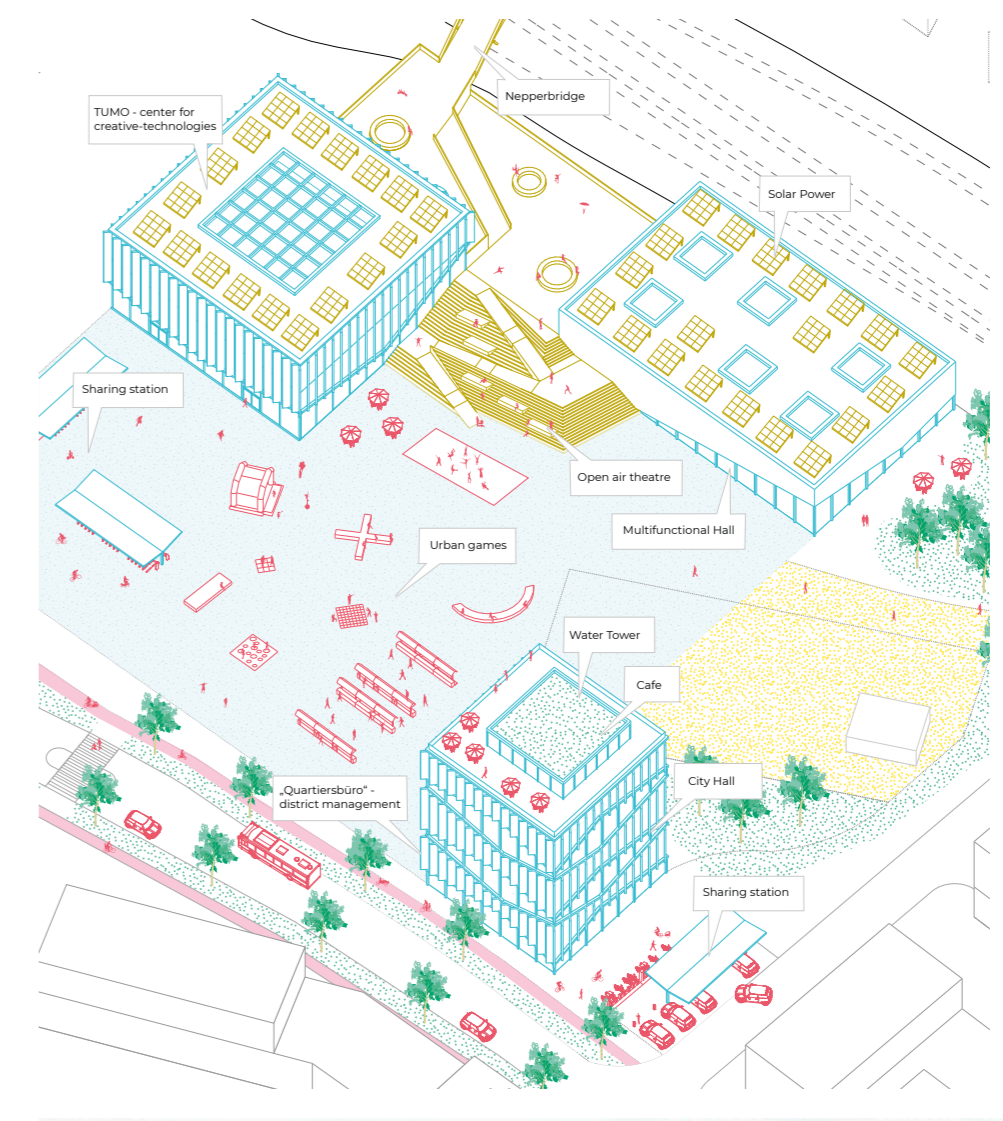 Nepperbridge
TUMO - center for
creative-technologies
Solar Power
Sharing station
Open air theatre
Multifunctional Hall
Urban games
Water Tower
Cafe
City Hall
„Quartiersbüro“ -
district management
Sharing station